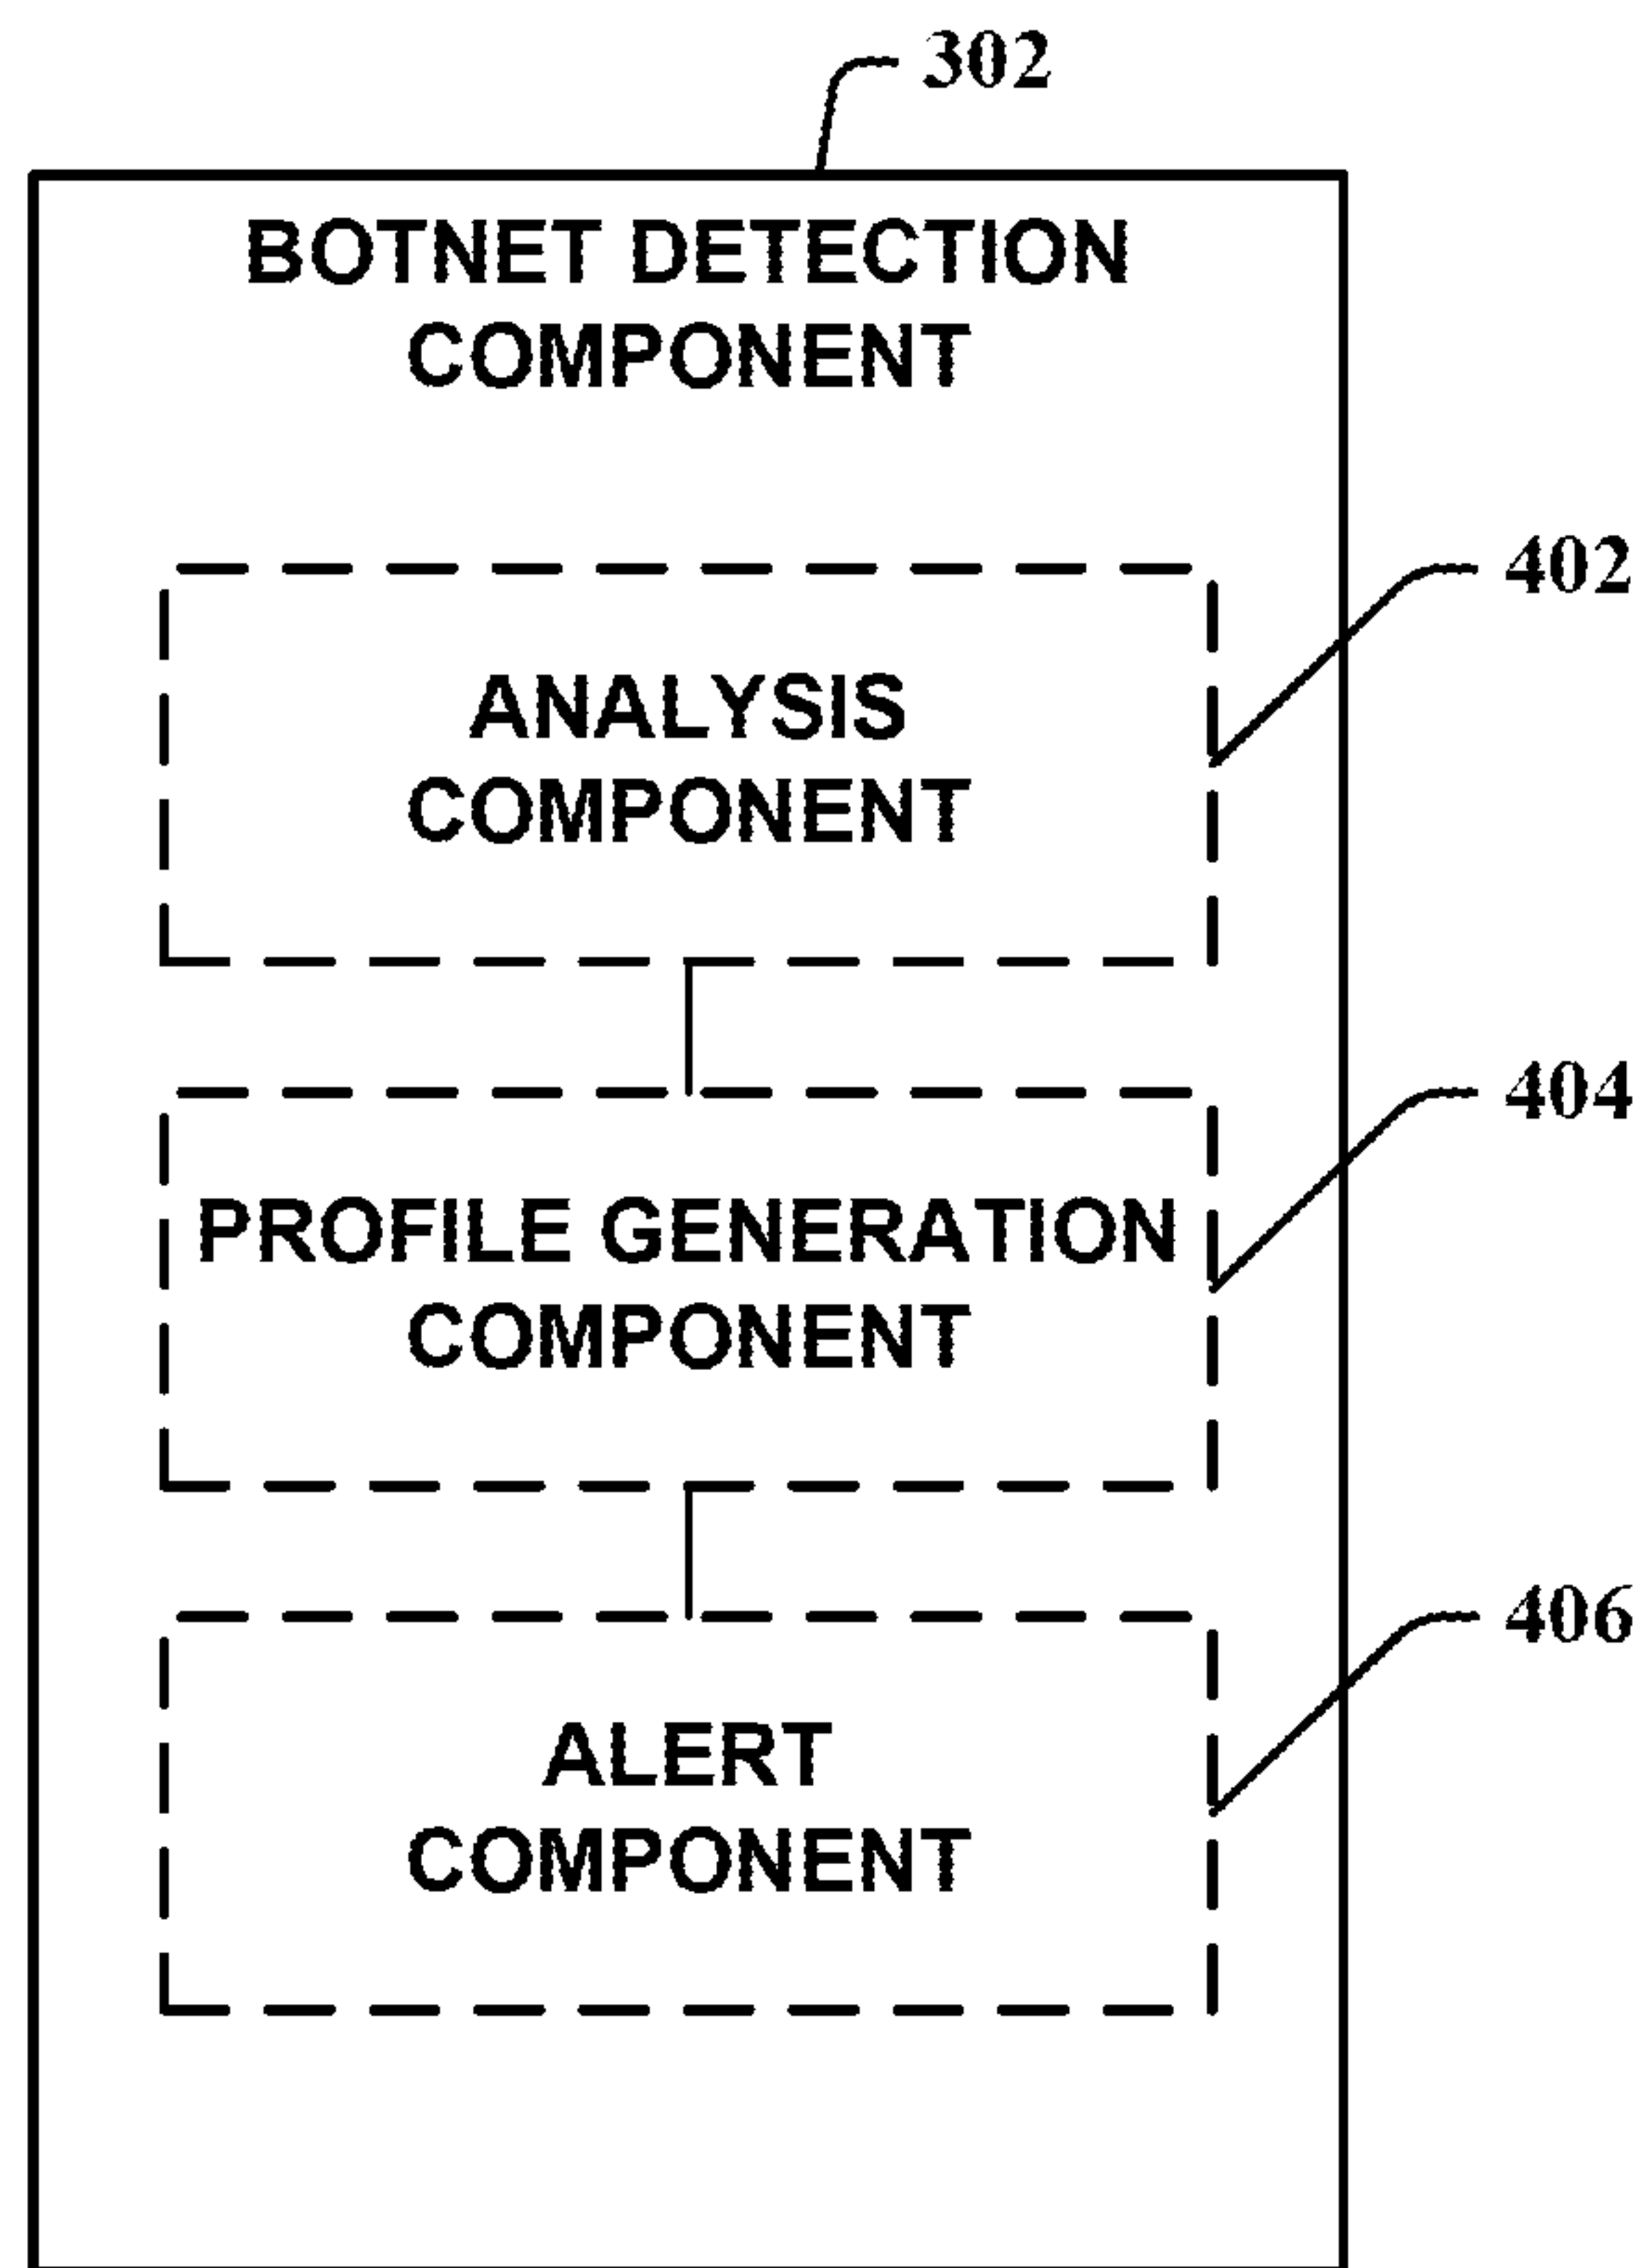 302
BOTNET DETECTION
COMPONENT
402
ANALYSIS
COMPONENT
404
PROFILE GENERATION
COMPONENT
406
ALERT
COMPONENT